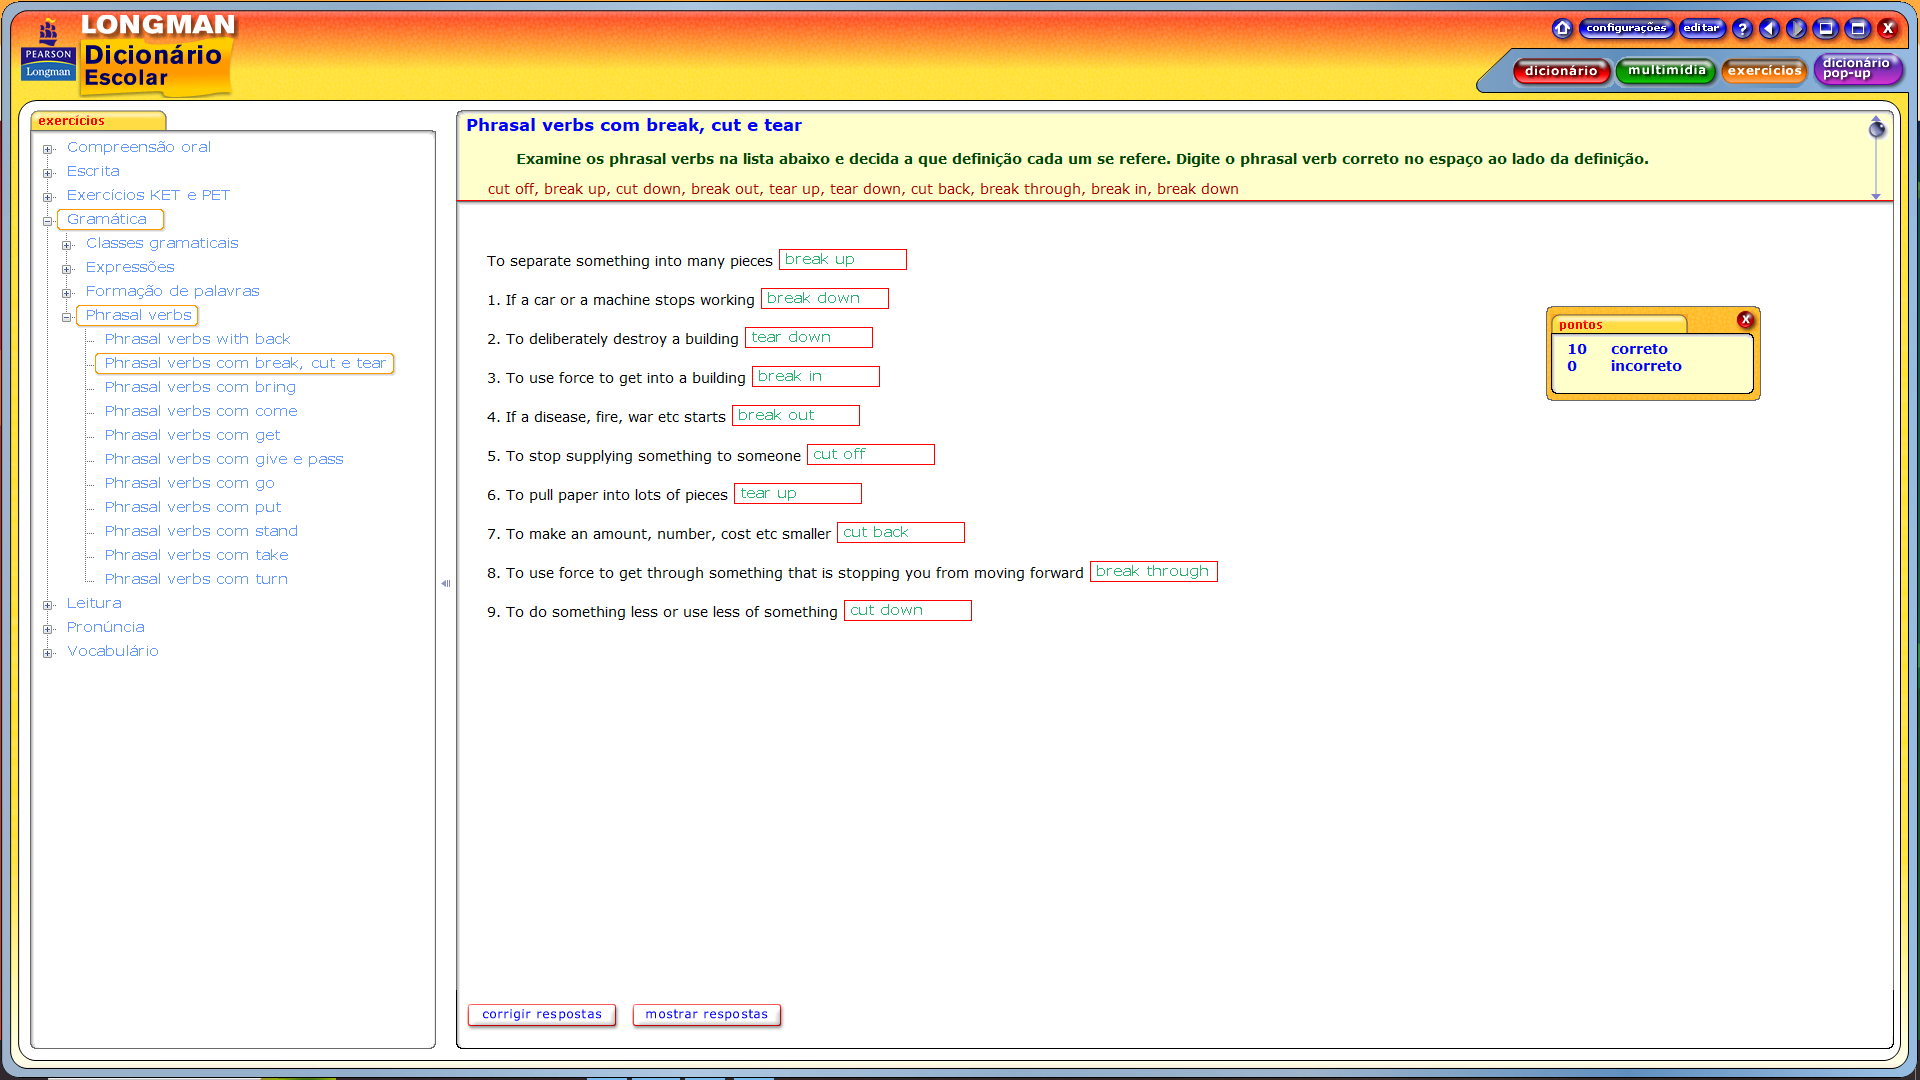 LONGMAN
Dicionário
Escolar
PEARSON
Longman
configurações
editar
?
X
dicionário
multimídia
exercícios
dicionário
pop-up
exercícios
Compreensão oral
Escrita
Exercícios KET e PET
Gramática
Classes gramaticais
Expressões
Formação de palavras
Phrasal verbs
Phrasal verbs with back
Phrasal verbs com break, cut e tear
Phrasal verbs com bring
Phrasal verbs com come
Phrasal verbs com get
Phrasal verbs com give e pass
Phrasal verbs com go
Phrasal verbs com put
Phrasal verbs com stand
Phrasal verbs com take
Phrasal verbs com turn
Leitura
Pronúncia
Vocabulário
Phrasal verbs com break, cut e tear
Examine os phrasal verbs na lista abaixo e decida a que definição cada um se refere. Digite o phrasal verb correto no espaço ao lado da definição.
cut off, break up, cut down, break out, tear up, tear down, cut back, break through, break in, break down
To separate something into many pieces break up
1. If a car or a machine stops working break down
2. To deliberately destroy a building tear down
3. To use force to get into a building break in
4. If a disease, fire, war etc starts break out
5. To stop supplying something to someone cut off
6. To pull paper into lots of pieces tear up
7. To make an amount, number, cost etc smaller cut back
8. To use force to get through something that is stopping you from moving forward break through
9. To do something less or use less of something cut down
pontos
X
10 correto
0 incorreto
corrigir respostas
mostrar respostas